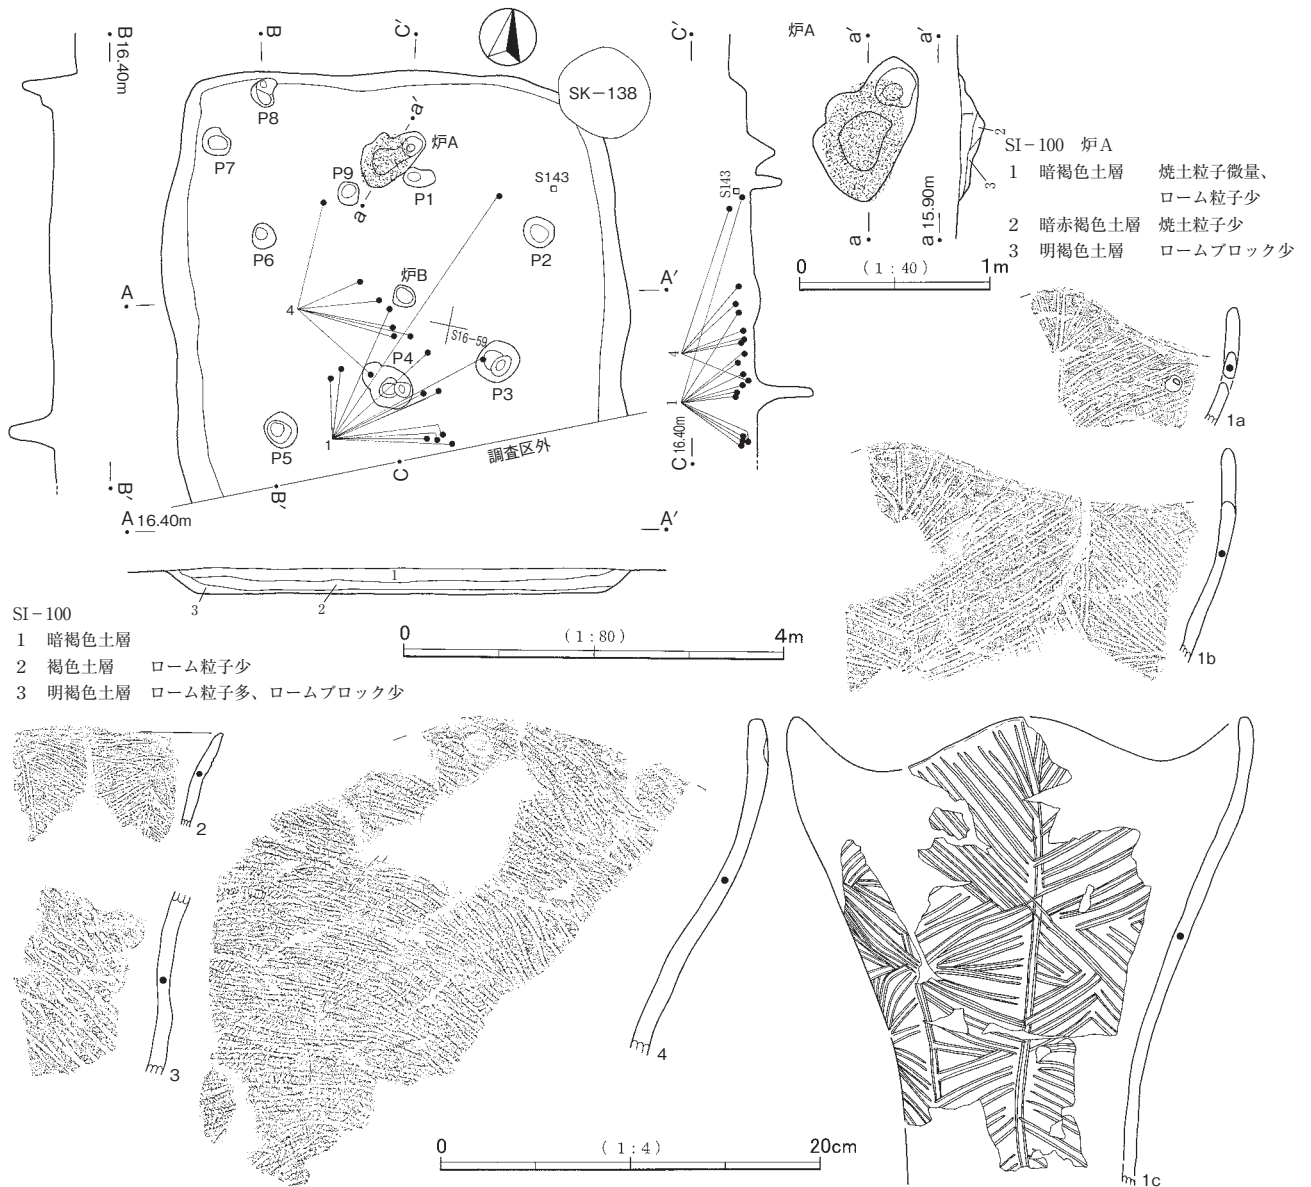 B
16.40m
B
C′
C′
炉A
a′
a′
SK−138
P8
a′
炉A
P7
P9
P1
S143
S143
a
P6
P2
2
3
a
a 15.90m
SI−100 炉A
1 暗褐色土層 焼土粒子微量、
ローム粒子少
2 暗赤褐色土層 焼土粒子少
3 明褐色土層 ロームブロック少
0 (1:40) 1m
A
炉B
A′
4
S16−59
4
P4
P3
1
1a
P5
1
調査区外
C
C 16.40m
B′
B′
A 16.40m
A′
1
3
2
1b
SI−100
1 暗褐色土層
2 褐色土層 ローム粒子少
3 明褐色土層 ローム粒子多、ロームブロック少
0 (1:80) 4m
2
3
4
0 (1:4) 20cm
1c